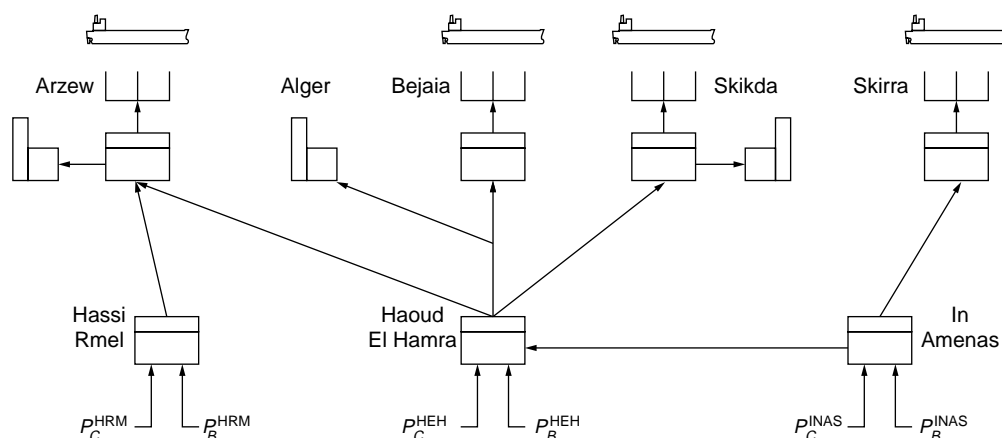 Arzew Alger Bejaia Skikda Skirra
Hassi Rmel
Haoud El Hamra
In Amenas
P_C^HRM P_B^HRM P_C^HEH P_B^HEH P_C^INAS P_B^INAS